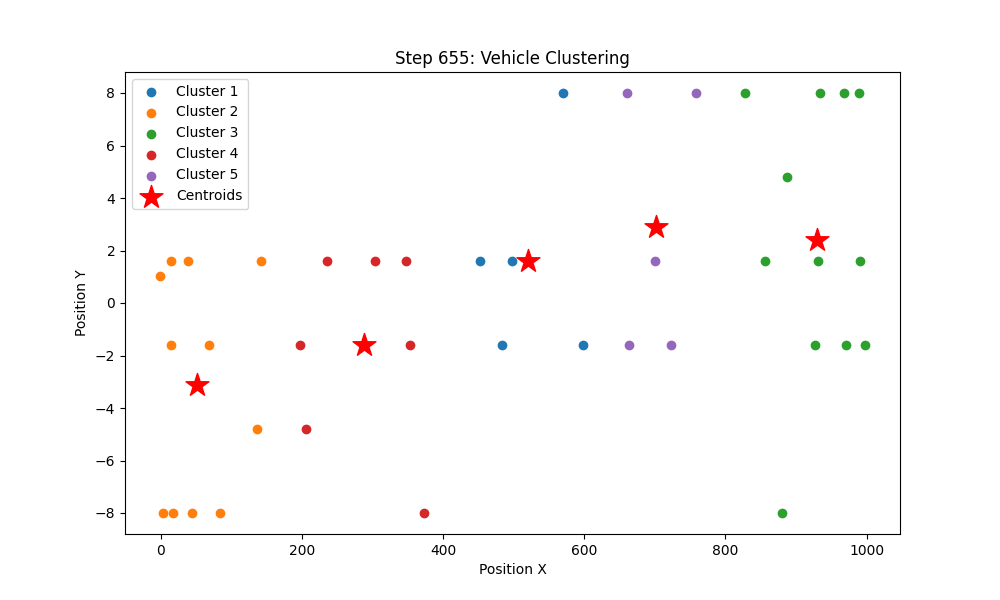 Step 655: Vehicle Clustering
Cluster 1
Cluster 2
Cluster 3
Cluster 4
Cluster 5
Centroids
8
6
4
2
0
−2
−4
−6
−8
Position Y
0 200 400 600 800 1000
Position X